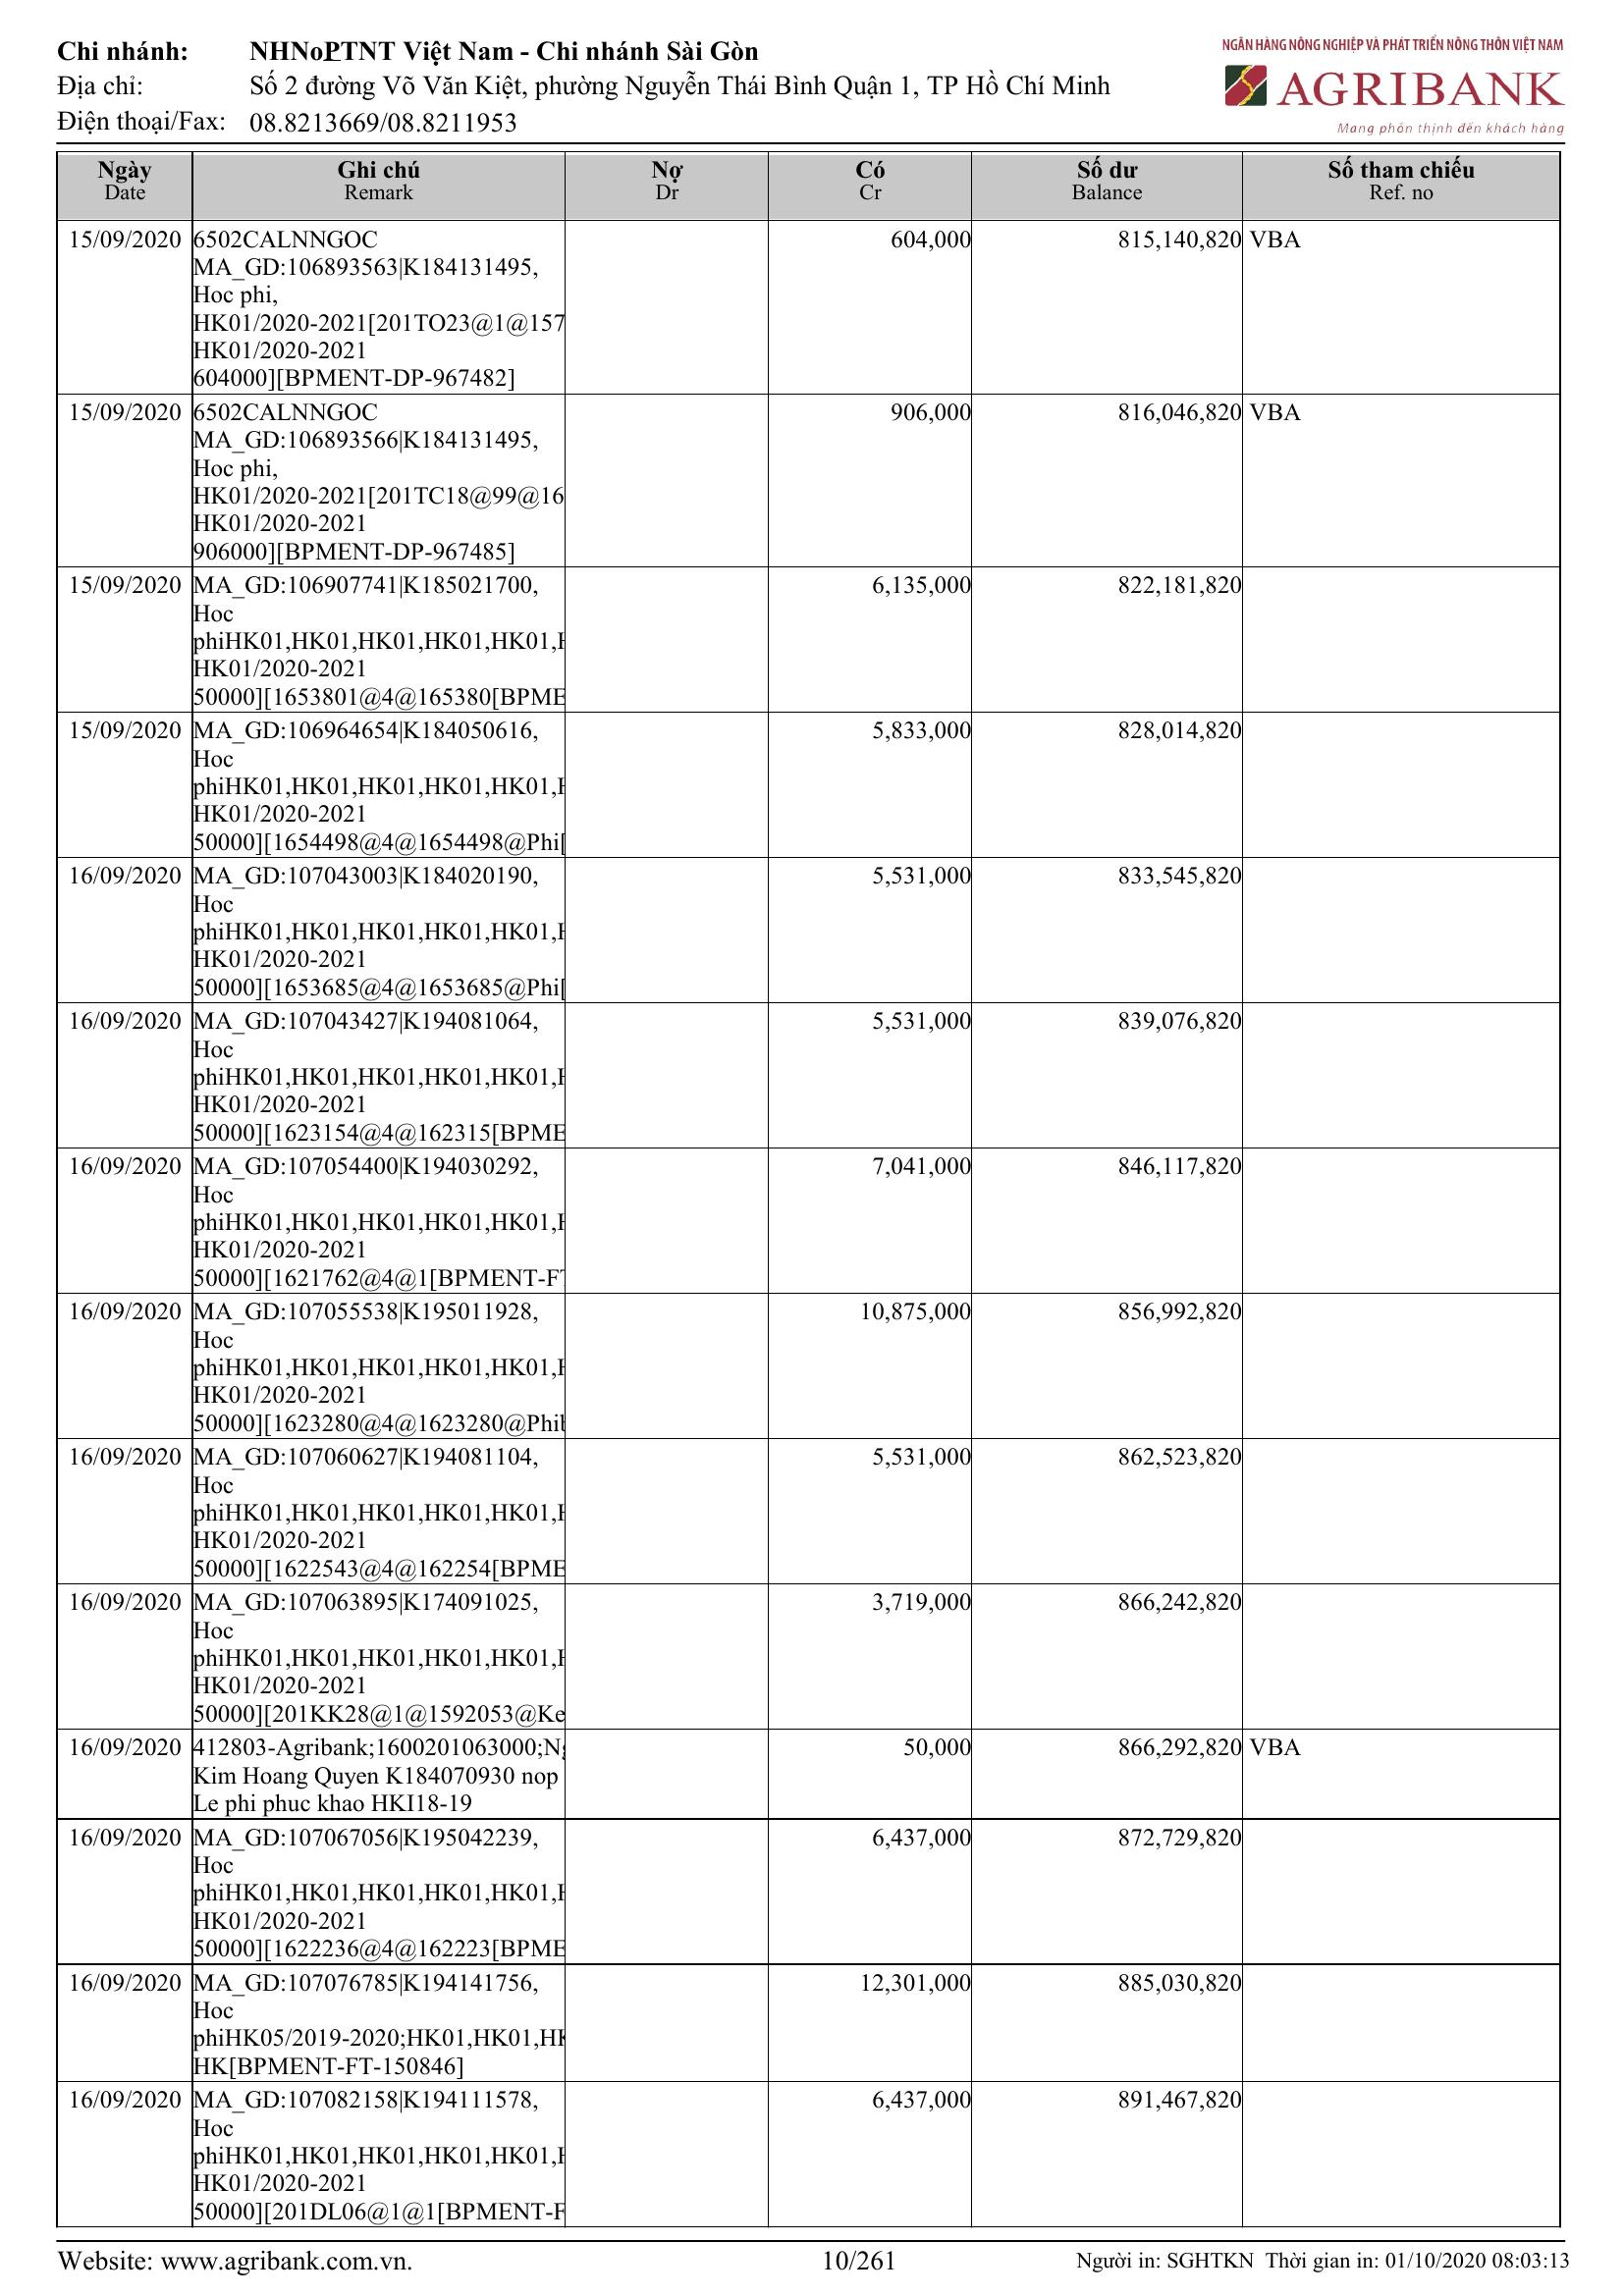 Chi nhánh: NHNoPTNT Việt Nam - Chi nhánh Sài Gòn
Địa chỉ: Số 2 đường Võ Văn Kiệt, phường Nguyễn Thái Bình Quận 1, TP Hồ Chí Minh
Điện thoại/Fax: 08.8213669/08.8211953
NGÂN HÀNG NÔNG NGHIỆP VÀ PHÁT TRIỂN NÔNG THÔN VIỆT NAM
AGRIBANK
Mang phồn thịnh đến khách hàng
Ngày Ghi chú Nợ Có Số dư Số tham chiếu
Date Remark Dr Cr Balance Ref. no
15/09/2020 6502CALNNGOC 604,000 815,140,820 VBA
MA_GD:106893563|K184131495,
Hoc phi,
HK01/2020-2021[201TO23@1@157
HK01/2020-2021
604000][BPMENT-DP-967482]
15/09/2020 6502CALNNGOC 906,000 816,046,820 VBA
MA_GD:106893566|K184131495,
Hoc phi,
HK01/2020-2021[201TC18@99@16
HK01/2020-2021
906000][BPMENT-DP-967485]
15/09/2020 MA_GD:106907741|K185021700, 6,135,000 822,181,820
Hoc
phiHK01,HK01,HK01,HK01,HK01,H
HK01/2020-2021
50000][1653801@4@165380[BPME
15/09/2020 MA_GD:106964654|K184050616, 5,833,000 828,014,820
Hoc
phiHK01,HK01,HK01,HK01,HK01,H
HK01/2020-2021
50000][1654498@4@1654498@Phi[
16/09/2020 MA_GD:107043003|K184020190, 5,531,000 833,545,820
Hoc
phiHK01,HK01,HK01,HK01,HK01,H
HK01/2020-2021
50000][1653685@4@1653685@Phi[
16/09/2020 MA_GD:107043427|K194081064, 5,531,000 839,076,820
Hoc
phiHK01,HK01,HK01,HK01,HK01,H
HK01/2020-2021
50000][1623154@4@162315[BPME
16/09/2020 MA_GD:107054400|K194030292, 7,041,000 846,117,820
Hoc
phiHK01,HK01,HK01,HK01,HK01,H
HK01/2020-2021
50000][1621762@4@1[BPMENT-FT
16/09/2020 MA_GD:107055538|K195011928, 10,875,000 856,992,820
Hoc
phiHK01,HK01,HK01,HK01,HK01,H
HK01/2020-2021
50000][1623280@4@1623280@Phib
16/09/2020 MA_GD:107060627|K194081104, 5,531,000 862,523,820
Hoc
phiHK01,HK01,HK01,HK01,HK01,H
HK01/2020-2021
50000][1622543@4@162254[BPME
16/09/2020 MA_GD:107063895|K174091025, 3,719,000 866,242,820
Hoc
phiHK01,HK01,HK01,HK01,HK01,H
HK01/2020-2021
50000][201KK28@1@1592053@Ke
16/09/2020 412803-Agribank;1600201063000;Ng 50,000 866,292,820 VBA
Kim Hoang Quyen K184070930 nop
Le phi phuc khao HKI18-19
16/09/2020 MA_GD:107067056|K195042239, 6,437,000 872,729,820
Hoc
phiHK01,HK01,HK01,HK01,HK01,H
HK01/2020-2021
50000][1622236@4@162223[BPME
16/09/2020 MA_GD:107076785|K194141756, 12,301,000 885,030,820
Hoc
phiHK05/2019-2020;HK01,HK01,HK
HK[BPMENT-FT-150846]
16/09/2020 MA_GD:107082158|K194111578, 6,437,000 891,467,820
Hoc
phiHK01,HK01,HK01,HK01,HK01,H
HK01/2020-2021
50000][201DL06@1@1[BPMENT-F
Website: www.agribank.com.vn. 10/261 Người in: SGHTKN Thời gian in: 01/10/2020 08:03:13